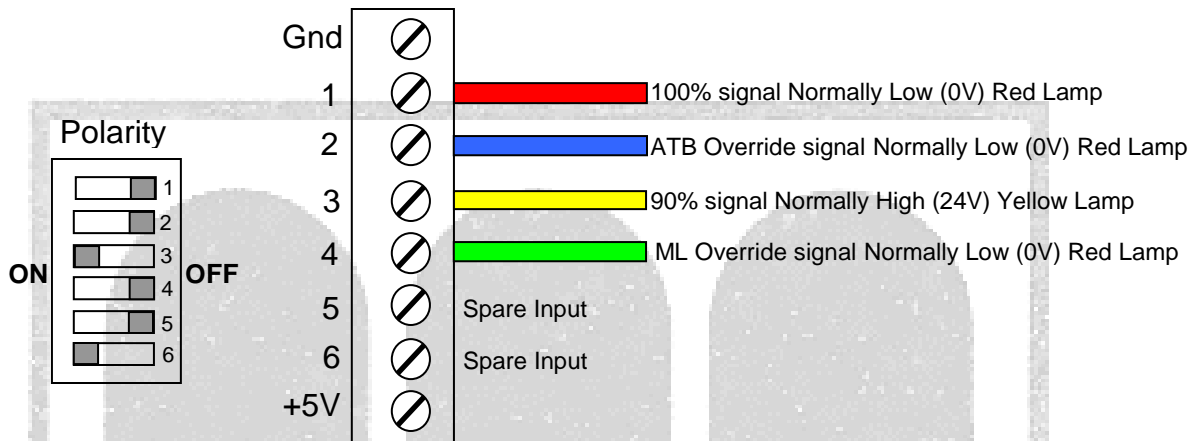 Gnd
1 100% signal Normally Low (0V) Red Lamp
Polarity
2 ATB Override signal Normally Low (0V) Red Lamp
3 90% signal Normally High (24V) Yellow Lamp
4 ML Override signal Normally Low (0V) Red Lamp
5 Spare Input
6 Spare Input
+5V
1
2
3
ON OFF
4
5
6